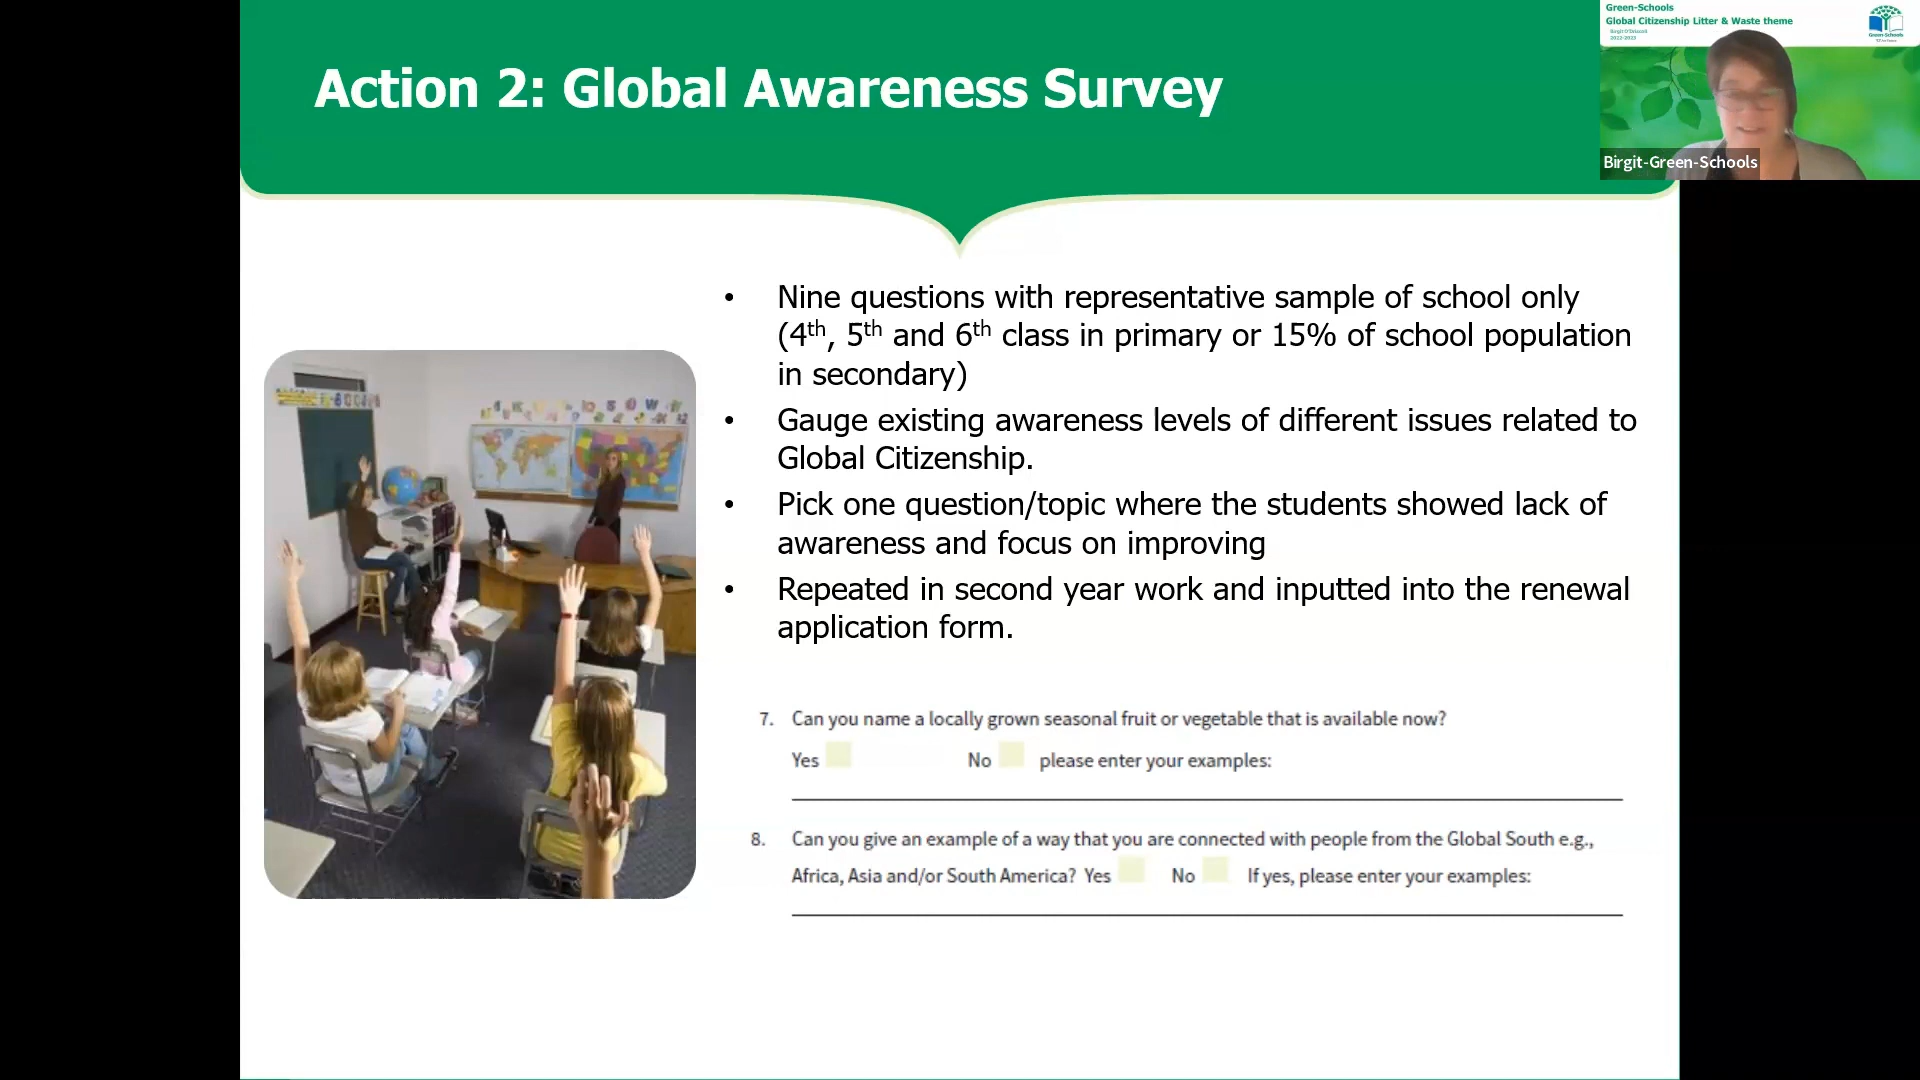 Green-Schools
Global Citizenship Litter & Waste theme
Birgit O'Driscoll
2022-2023
Green-Schools
Birgit-Green-Schools
Action 2: Global Awareness Survey
• Nine questions with representative sample of school only
(4th, 5th and 6th class in primary or 15% of school population
in secondary)
• Gauge existing awareness levels of different issues related to
Global Citizenship.
• Pick one question/topic where the students showed lack of
awareness and focus on improving
• Repeated in second year work and inputted into the renewal
application form.
7. Can you name a locally grown seasonal fruit or vegetable that is available now?
Yes No please enter your examples:
8. Can you give an example of a way that you are connected with people from the Global South e.g.,
Africa, Asia and/or South America? Yes No If yes, please enter your examples: